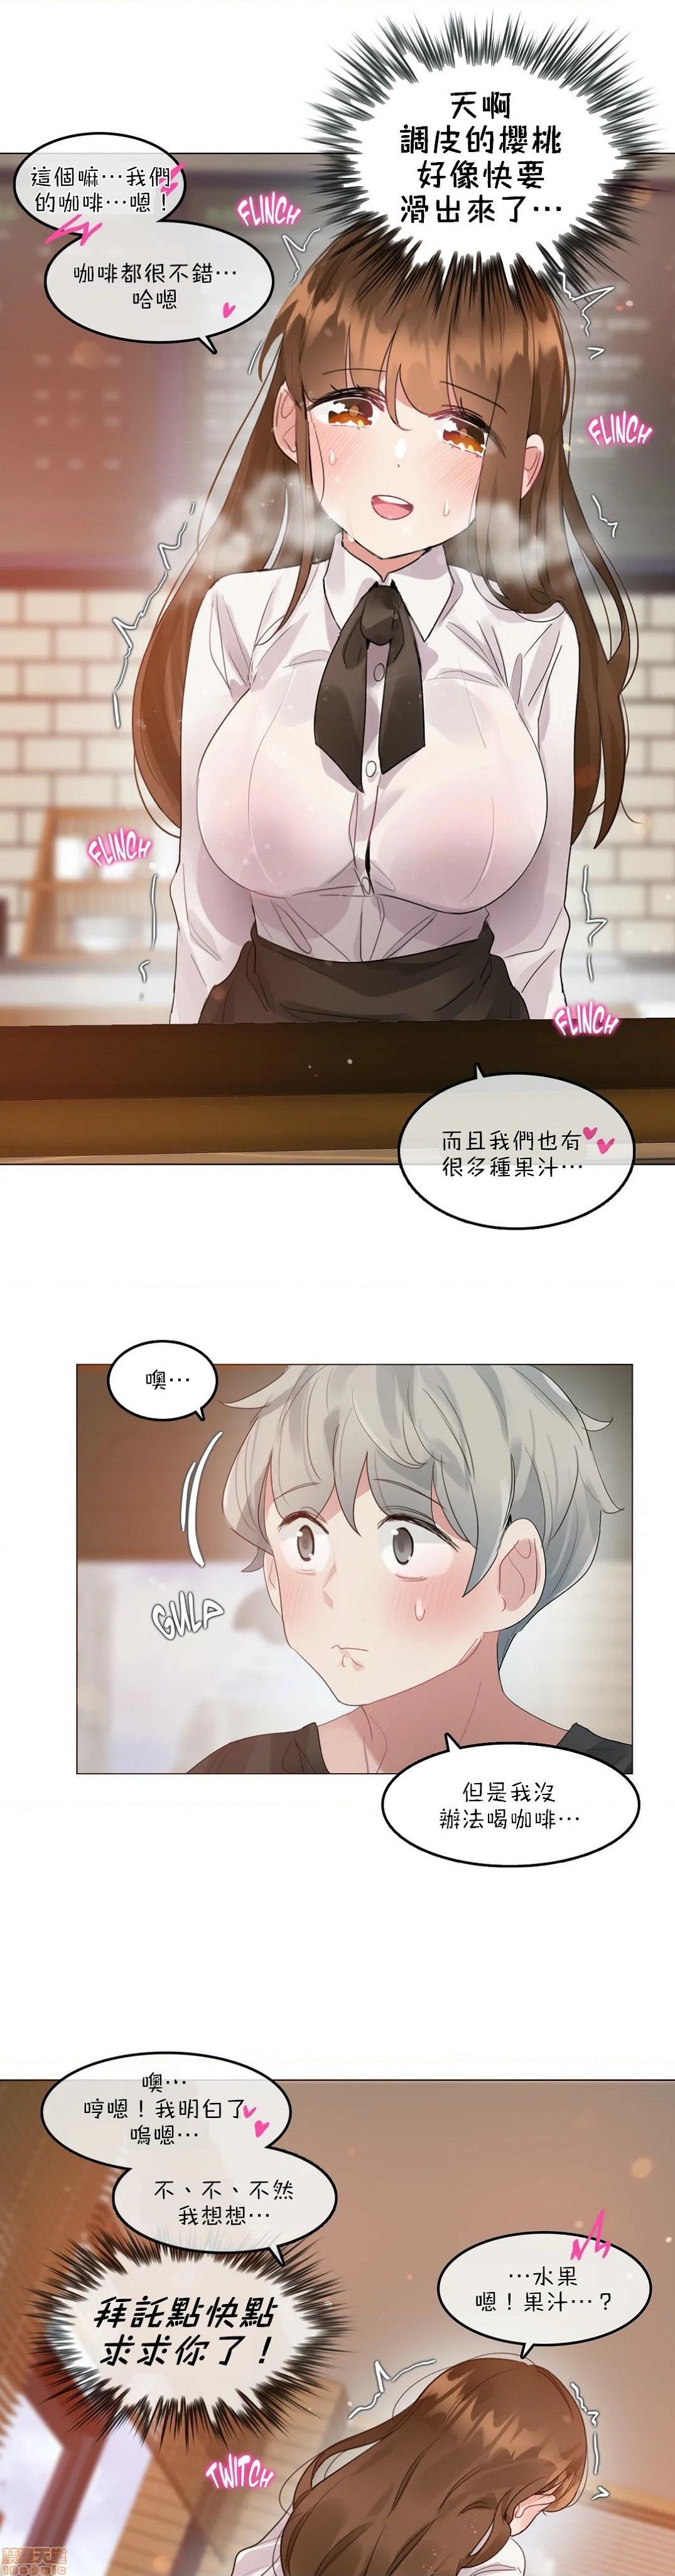 天啊
調皮的櫻桃
好像快要
滑出來了…
這個嘛…我們
的咖啡…嗯！
FLINCH
咖啡都很不錯…
哈嗯
FLINCH
FLINCH
FLINCH
而且我們也有
很多種果汁…
噢…
GULP
但是我沒
辦法喝咖啡…
噢…
哼嗯！我明白了
嗚嗯…
不、不、不然
我想想…
拜託點快點
求求你了！
…水果
嗯！果汁…？
TWITCH